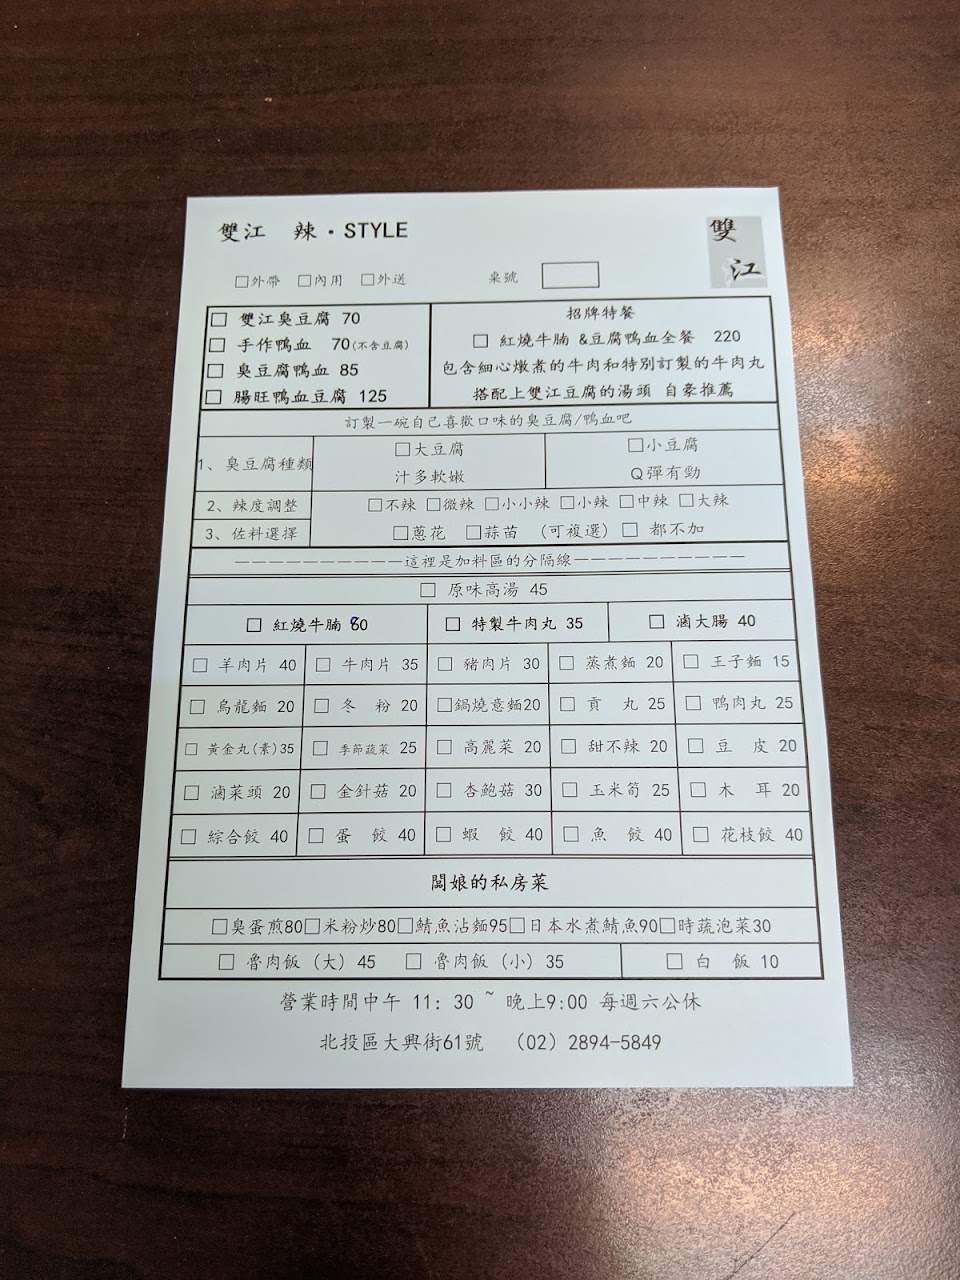 雙江 辣・STYLE
雙
江
□外帶 □內用 □外送 桌號
□ 雙江臭豆腐 70
□ 手作鴨血 70(不含豆腐)
□ 臭豆腐鴨血 85
□ 腸旺鴨血豆腐 125
招牌特餐
□ 紅燒牛腩 &豆腐鴨血全餐 220
包含細心燉煮的牛肉和特別訂製的牛肉丸
搭配上雙江豆腐的湯頭 自豪推薦
訂製一碗自己喜歡口味的臭豆腐/鴨血吧
1、臭豆腐種類
□大豆腐
汁多軟嫩
□小豆腐
Q彈有勁
2、辣度調整 □不辣 □微辣 □小小辣 □小辣 □中辣 □大辣
3、佐料選擇 □蔥花 □蒜苗 (可複選) □ 都不加
——————————這裡是加料區的分隔線——————————
□ 原味高湯 45
□ 紅燒牛腩 80 □ 特製牛肉丸 35 □ 滷大腸 40
□ 羊肉片 40 □ 牛肉片 35 □ 豬肉片 30 □ 蒸煮麵 20 □ 王子麵 15
□ 烏龍麵 20 □ 冬 粉 20 □鍋燒意麵20 □ 貢 丸 25 □ 鴨肉丸 25
□ 黃金丸(素)35 □ 季節蔬菜 25 □ 高麗菜 20 □ 甜不辣 20 □ 豆 皮 20
□ 滷菜頭 20 □ 金針菇 20 □ 杏鮑菇 30 □ 玉米筍 25 □ 木 耳 20
□ 綜合餃 40 □ 蛋 餃 40 □ 蝦 餃 40 □ 魚 餃 40 □ 花枝餃 40
闆娘的私房菜
□臭蛋煎80□米粉炒80□鯖魚沾麵95□日本水煮鯖魚90□時蔬泡菜30
□ 魯肉飯 (大) 45 □ 魯肉飯 (小) 35 □ 白 飯 10
營業時間中午 11: 30 ~ 晚上9:00 每週六公休
北投區大興街61號 (02) 2894-5849